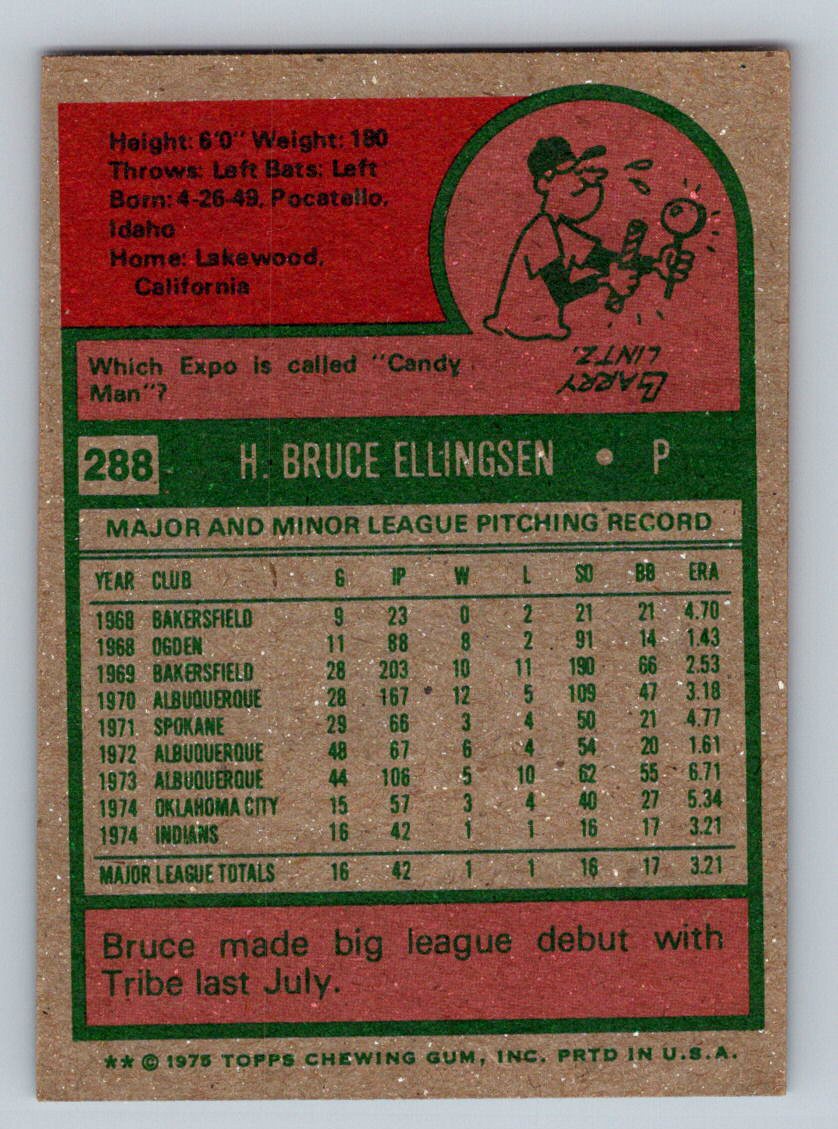 Height: 6'0" Weight: 180
Throws: Left Bats: Left
Born: 4-26-49, Pocatello,
Idaho
Home: Lakewood,
California
Which Expo is called "Candy
Man"?
LARRY
LINTZ.
288 H. BRUCE ELLINGSEN • P
MAJOR AND MINOR LEAGUE PITCHING RECORD
YEAR CLUB G IP W L SO BB ERA
1968 BAKERSFIELD 9 23 0 2 21 21 4.70
1968 OGDEN 11 88 8 2 91 14 1.43
1969 BAKERSFIELD 28 203 10 11 190 66 2.53
1970 ALBUQUERQUE 28 167 12 5 109 47 3.18
1971 SPOKANE 29 66 3 4 50 21 4.77
1972 ALBUQUERQUE 48 67 6 4 54 20 1.61
1973 ALBUQUERQUE 44 106 5 10 62 55 6.71
1974 OKLAHOMA CITY 15 57 3 4 40 27 5.34
1974 INDIANS 16 42 1 1 16 17 3.21
MAJOR LEAGUE TOTALS 16 42 1 1 16 17 3.21
Bruce made big league debut with
Tribe last July.
** © 1975 TOPPS CHEWING GUM, INC. PRTD IN U.S.A.